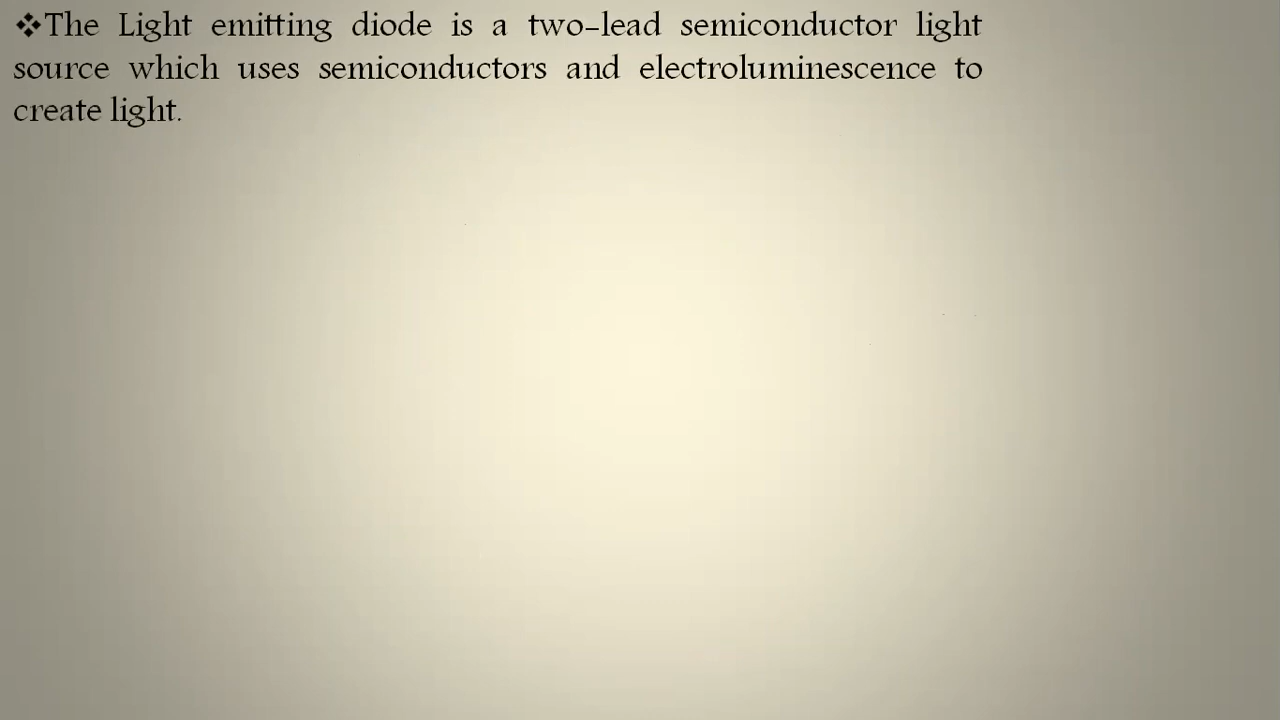 ❖The Light emitting diode is a two-lead semiconductor light
source which uses semiconductors and electroluminescence to
create light.